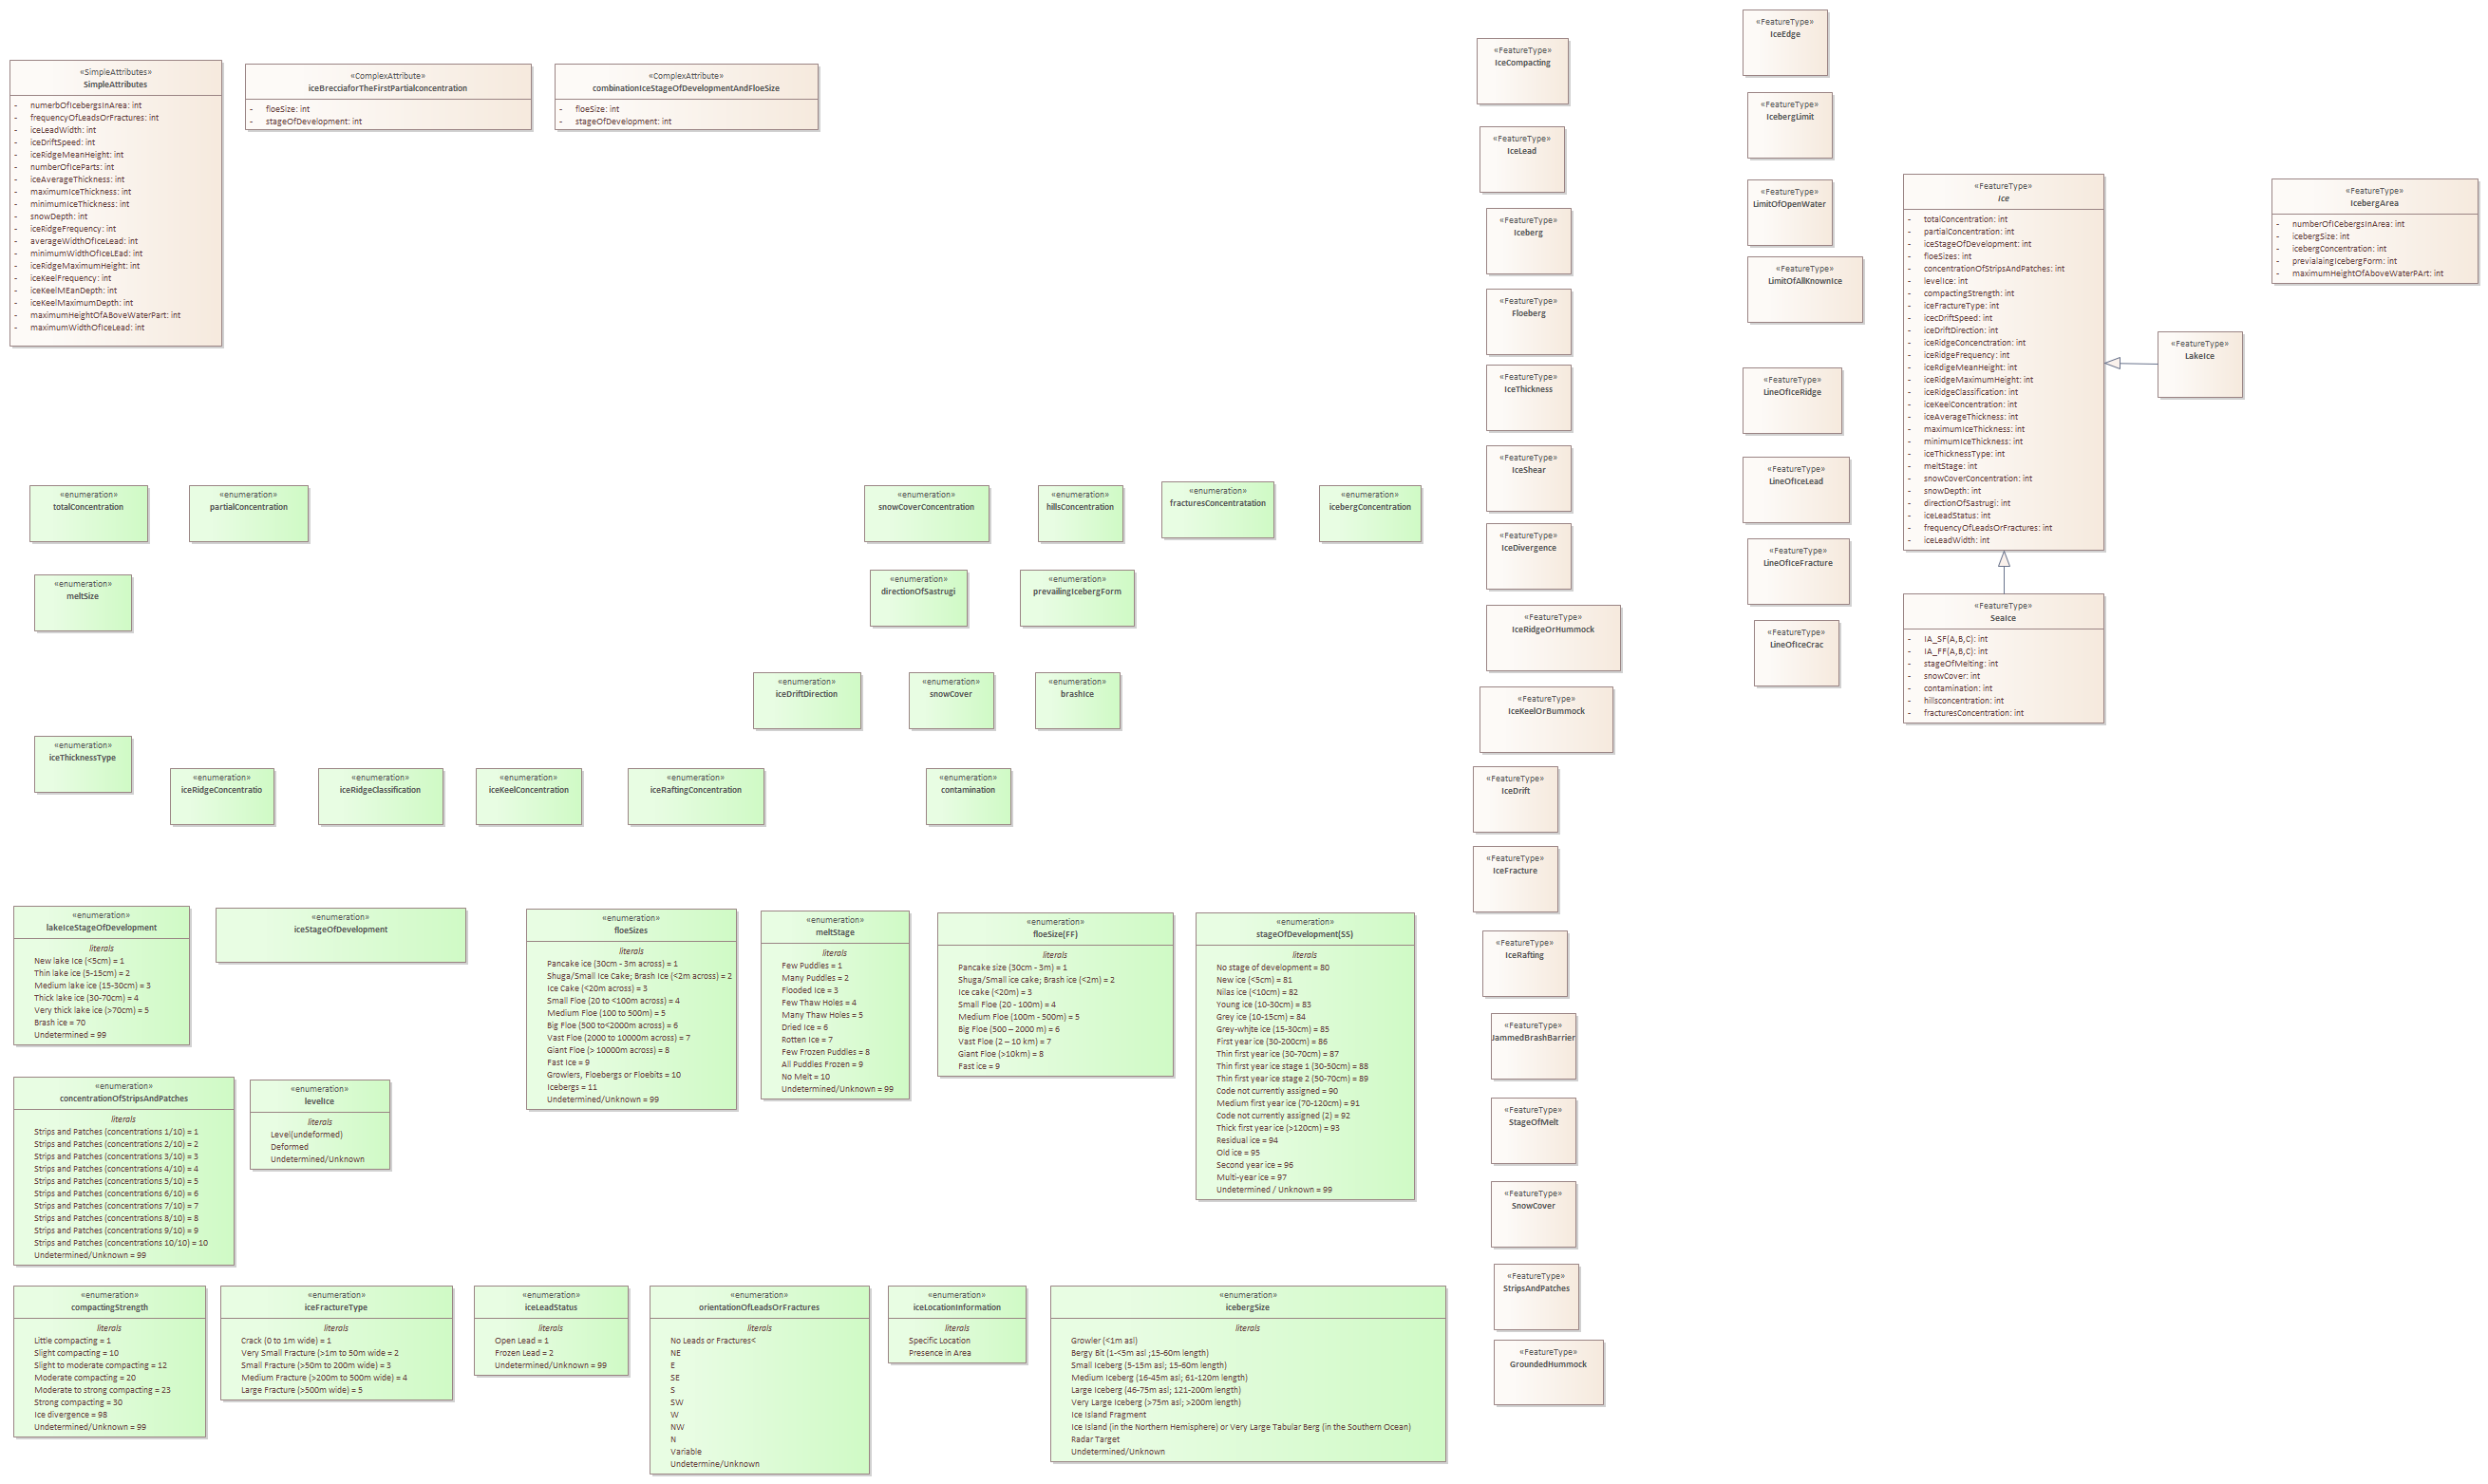 «SimpleAttributes»
SimpleAttributes
- numerbOfIcebergsInArea: int
- frequencyOfLeadsOrFractures: int
- iceLeadWidth: int
- iceDriftSpeed: int
- iceRidgeMeanHeight: int
- numberOfIceParts: int
- iceAverageThickness: int
- maximumIceThickness: int
- minimumIceThickness: int
- snowDepth: int
- iceRidgeFrequency: int
- averageWidthOfIceLead: int
- minimumWidthOfIceLEad: int
- iceRidgeMaximumHeight: int
- iceKeelFrequency: int
- iceKeelMEanDepth: int
- iceKeelMaximumDepth: int
- maximumHeightOfABoveWaterPart: int
- maximumWidthOfIceLead: int
«ComplexAttribute»
iceBrecciaforTheFirstPartialconcentration
- floeSize: int
- stageOfDevelopment: int
«ComplexAttribute»
combinationIceStageOfDevelopmentAndFloeSize
- floeSize: int
- stageOfDevelopment: int
«enumeration»
totalConcentration
«enumeration»
partialConcentration
«enumeration»
snowCoverConcentration
«enumeration»
hillsConcentration
«enumeration»
fracturesConcentratation
«enumeration»
icebergConcentration
«enumeration»
meltSize
«enumeration»
directionOfSastrugi
«enumeration»
prevailingIcebergForm
«enumeration»
iceDriftDirection
«enumeration»
snowCover
«enumeration»
brashIce
«enumeration»
iceThicknessType
«enumeration»
iceRidgeConcentratio
«enumeration»
iceRidgeClassification
«enumeration»
iceKeelConcentration
«enumeration»
iceRaftingConcentration
«enumeration»
contamination
«enumeration»
lakeIceStageOfDevelopment
literals
New lake Ice (<5cm) = 1
Thin lake ice (5-15cm) = 2
Medium lake ice (15-30cm) = 3
Thick lake ice (30-70cm) = 4
Very thick lake ice (>70cm) = 5
Brash ice = 70
Undetermined = 99
«enumeration»
iceStageOfDevelopment
«enumeration»
floeSizes
literals
Pancake ice (30cm - 3m across) = 1
Shuga/Small Ice Cake; Brash Ice (<2m across) = 2
Ice Cake (<20m across) = 3
Small Floe (20 to <100m across) = 4
Medium Floe (100 to 500m) = 5
Big Floe (500 to<2000m across) = 6
Vast Floe (2000 to 10000m across) = 7
Giant Floe (> 10000m across) = 8
Fast Ice = 9
Growlers, Floebergs or Floebits = 10
Icebergs = 11
Undetermined/Unknown = 99
«enumeration»
meltStage
literals
Few Puddles = 1
Many Puddles = 2
Flooded Ice = 3
Few Thaw Holes = 4
Many Thaw Holes = 5
Dried Ice = 6
Rotten Ice = 7
Few Frozen Puddles = 8
All Puddles Frozen = 9
No Melt = 10
Undetermined/Unknown = 99
«enumeration»
floeSize(FF)
literals
Pancake size (30cm - 3m) = 1
Shuga/Small ice cake; Brash ice (<2m) = 2
Ice cake (<20m) = 3
Small Floe (20 - 100m) = 4
Medium Floe (100m - 500m) = 5
Big Floe (500 – 2000 m) = 6
Vast Floe (2 – 10 km) = 7
Giant Floe (>10km) = 8
Fast ice = 9
«enumeration»
stageOfDevelopment(SS)
literals
No stage of development = 80
New ice (<5cm) = 81
Nilas ice (<10cm) = 82
Young ice (10-30cm) = 83
Grey ice (10-15cm) = 84
Grey-white ice (15-30cm) = 85
First year ice (30-200cm) = 86
Thin first year ice (30-70cm) = 87
Thin first year ice stage 1 (30-50cm) = 88
Thin first year ice stage 2 (50-70cm) = 89
Code not currently assigned = 90
Medium first year ice (70-120cm) = 91
Code not currently assigned (2) = 92
Thick first year ice (>120cm) = 93
Residual ice = 94
Old ice = 95
Second year ice = 96
Multi-year ice = 97
Undetermined / Unknown = 99
«enumeration»
concentrationOfStripsAndPatches
literals
Strips and Patches (concentrations 1/10) = 1
Strips and Patches (concentrations 2/10) = 2
Strips and Patches (concentrations 3/10) = 3
Strips and Patches (concentrations 4/10) = 4
Strips and Patches (concentrations 5/10) = 5
Strips and Patches (concentrations 6/10) = 6
Strips and Patches (concentrations 7/10) = 7
Strips and Patches (concentrations 8/10) = 8
Strips and Patches (concentrations 9/10) = 9
Strips and Patches (concentrations 10/10) = 10
Undetermined/Unknown = 99
«enumeration»
levelIce
literals
Level(undeformed)
Deformed
Undetermined/Unknown
«enumeration»
compactingStrength
literals
Little compacting = 1
Slight compacting = 10
Slight to moderate compacting = 12
Moderate compacting = 20
Moderate to strong compacting = 23
Strong compacting = 30
Ice divergence = 98
Undetermined/Unknown = 99
«enumeration»
iceFractureType
literals
Crack (0 to 1m wide) = 1
Very Small Fracture (>1m to 50m wide = 2
Small Fracture (>50m to 200m wide) = 3
Medium Fracture (>200m to 500m wide) = 4
Large Fracture (>500m wide) = 5
«enumeration»
iceLeadStatus
literals
Open Lead = 1
Frozen Lead = 2
Undetermined/Unknown = 99
«enumeration»
orientationOfLeadsOrFractures
literals
No Leads or Fractures<
NE
E
SE
S
SW
W
NW
N
Variable
Undetermine/Unknown
«enumeration»
iceLocationInformation
literals
Specific Location
Presence in Area
«enumeration»
icebergSize
literals
Growler (<1m asl)
Bergy Bit (1-<5m asl ;15-60m length)
Small Iceberg (5-15m asl; 15-60m length)
Medium Iceberg (16-45m asl; 61-120m length)
Large Iceberg (46-75m asl; 121-200m length)
Very Large Iceberg (>75m asl; >200m length)
Ice Island Fragment
Ice Island (in the Northern Hemisphere) or Very Large Tabular Berg (in the Southern Ocean)
Radar Target
Undetermined/Unknown
«FeatureType»
IceCompacting
«FeatureType»
IceLead
«FeatureType»
Iceberg
«FeatureType»
Floeberg
«FeatureType»
IceThickness
«FeatureType»
IceShear
«FeatureType»
IceDivergence
«FeatureType»
IceRidgeOrHummock
«FeatureType»
IceKeelOrBummock
«FeatureType»
IceDrift
«FeatureType»
IceFracture
«FeatureType»
IceRafting
«FeatureType»
JammedBrashBarrier
«FeatureType»
StageOfMelt
«FeatureType»
SnowCover
«FeatureType»
StripsAndPatches
«FeatureType»
GroundedHummock
«FeatureType»
IceEdge
«FeatureType»
IcebergLimit
«FeatureType»
LimitOfOpenWater
«FeatureType»
LimitOfAllKnownIce
«FeatureType»
LineOfIceRidge
«FeatureType»
LineOfIceLead
«FeatureType»
LineOfIceFracture
«FeatureType»
LineOfIceCrac
«FeatureType»
Ice
- totalConcentration: int
- partialConcentration: int
- iceStageOfDevelopment: int
- floeSizes: int
- concentrationOfStripsAndPatches: int
- levelIce: int
- compactingStrength: int
- iceFractureType: int
- icecDriftSpeed: int
- iceDriftDirection: int
- iceRidgeConcenctration: int
- iceRidgeFrequency: int
- iceRdigeMeanHeight: int
- iceRidgeMaximumHeight: int
- iceRidgeClassification: int
- iceKeelConcentration: int
- iceAverageThickness: int
- maximumIceThickness: int
- minimumIceThickness: int
- iceThicknessType: int
- meltStage: int
- snowCoverConcentration: int
- snowDepth: int
- directionOfSastrugi: int
- iceLeadStatus: int
- frequencyOfLeadsOrFractures: int
- iceLeadWidth: int
«FeatureType»
SeaIce
- IA_SF(A,B,C): int
- IA_FF(A,B,C): int
- stageOfMelting: int
- snowCover: int
- contamination: int
- hillsconcentration: int
- fracturesConcentration: int
«FeatureType»
LakeIce
«FeatureType»
IcebergArea
- numberOfICebergsInArea: int
- icebergSize: int
- icebergConcentration: int
- previalaingIcebergForm: int
- maximumHeightOfAboveWaterPArt: int